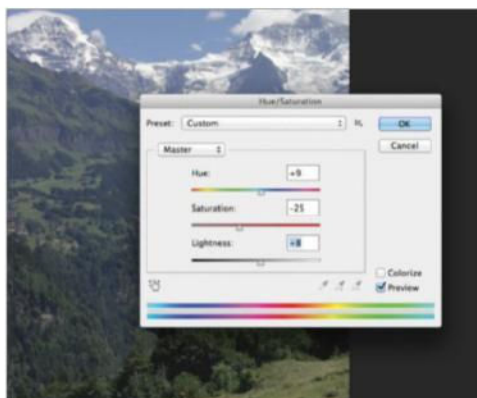 Hue/Saturation
Preset: Custom
OK
Cancel
Master
Hue: +9
Saturation: -25
Lightness:
Colorize
Preview